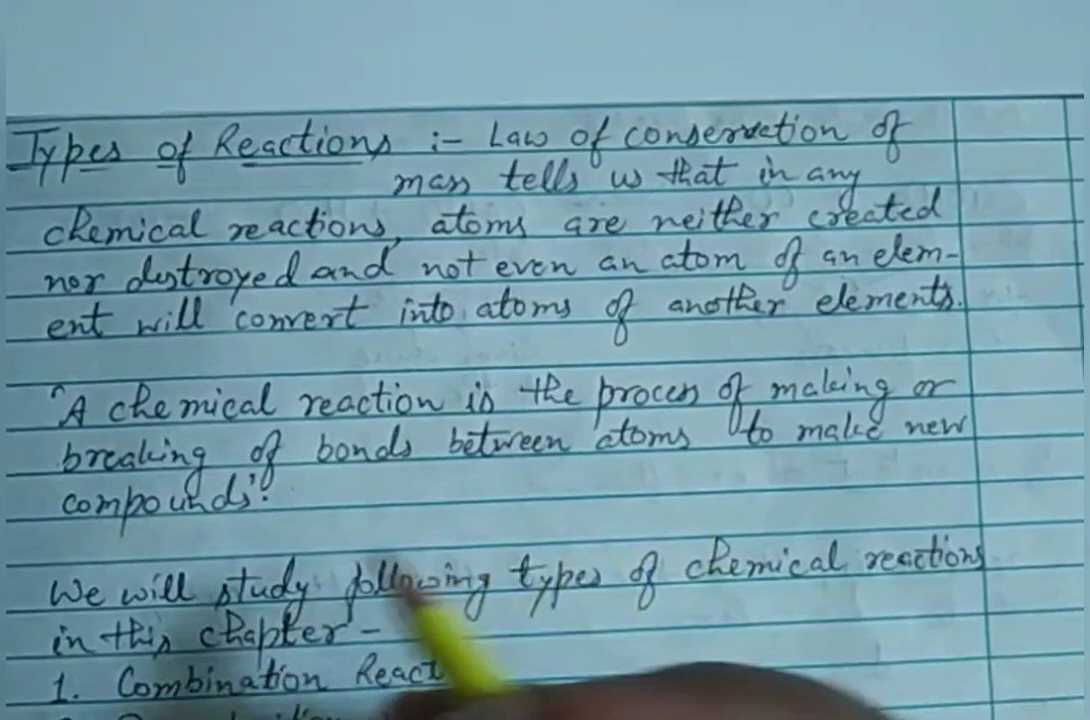 Types of Reactions :- Law of conservation of
mass tells us that in any
chemical reactions, atoms are neither created
nor destroyed and not even an atom of an elem-
ent will convert into atoms of another elements.
"A chemical reaction is the process of making or
breaking of bonds between atoms to make new
compounds".
We will study following types of chemical reactions
in this chapter -
1. Combination React